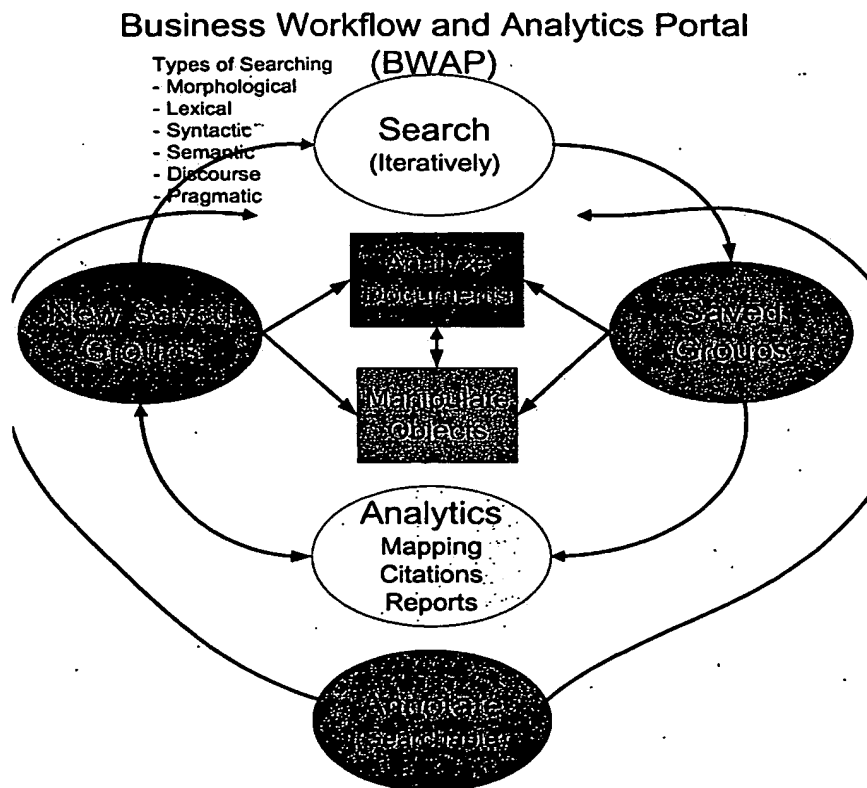 Business Workflow and Analytics Portal
(BWAP)
Types of Searching
- Morphological
- Lexical
- Syntactic
- Semantic
- Discourse
- Pragmatic
Search
(Iteratively)
Analyze
Documents
New Saved
Groups
Saved
Groups
Manipulate
Objects
Analytics
Mapping
Citations
Reports
Annotate
(searchable)